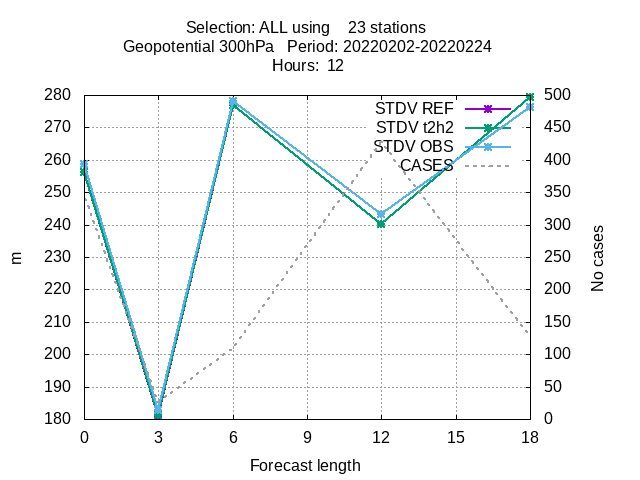 Selection: ALL using    23 stations
Geopotential 300hPa   Period: 20220202-20220224
Hours:  12
280 500
270 STDV REF 450
260 STDV t2h2 400
250 STDV OBS 350
240 CASES 300
230 250
220 200
210 150
200 100
190 50
180 0
m
No cases
0 3 6 9 12 15 18
Forecast length